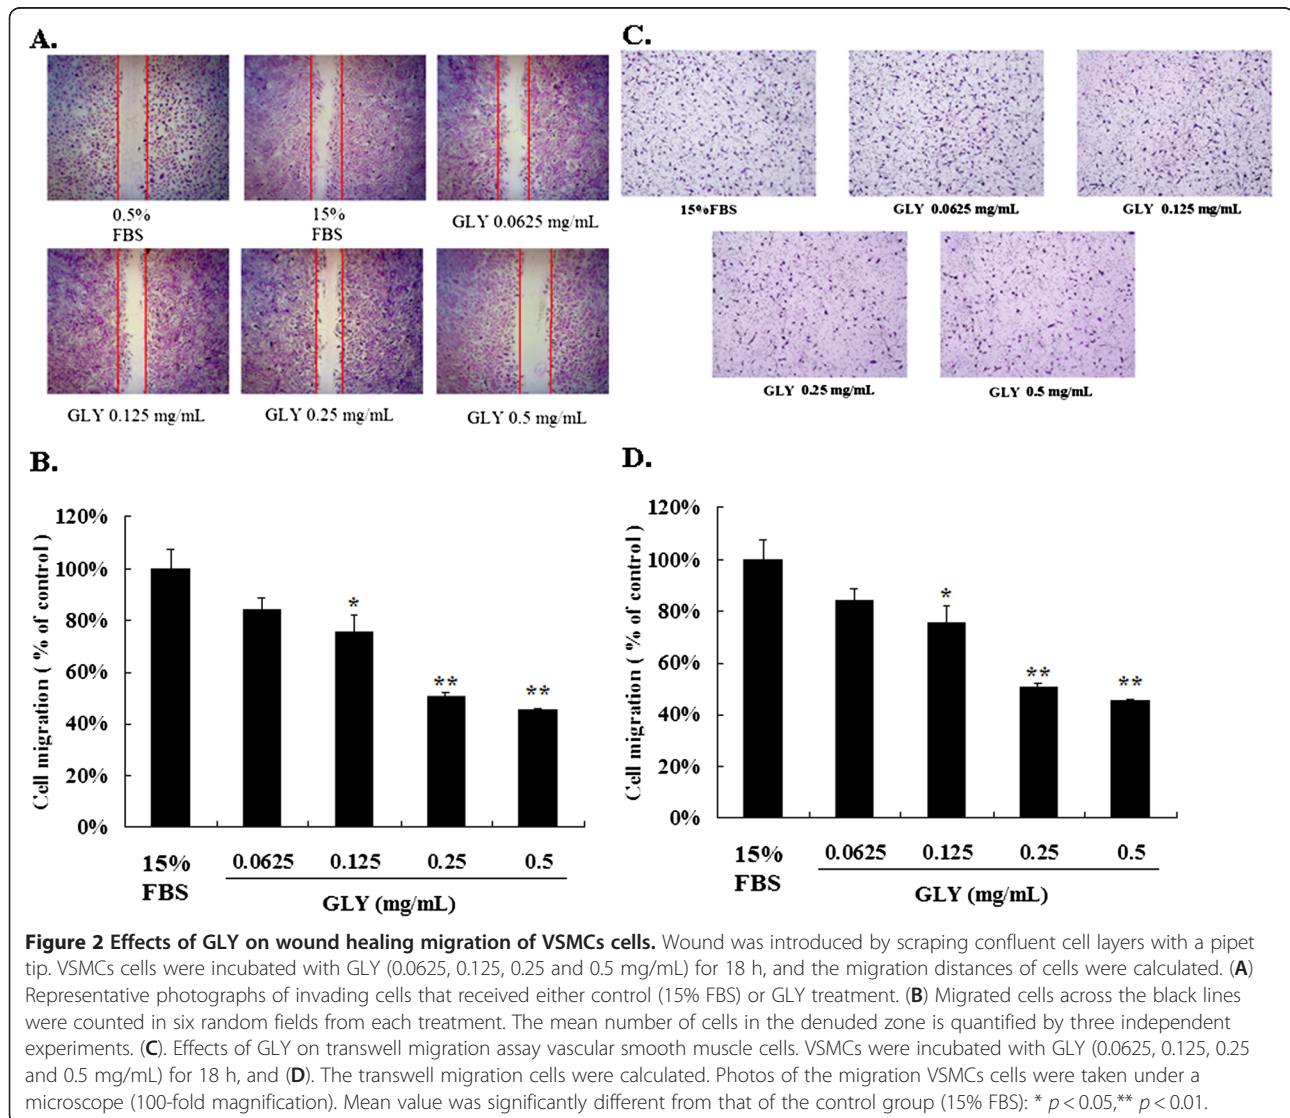 A.
0.5%
FBS
15%
FBS
GLY 0.0625 mg/mL
GLY 0.125 mg/mL
GLY 0.25 mg/mL
GLY 0.5 mg/mL
C.
15%FBS
GLY 0.0625mg/mL
GLY 0.125 mg/mL
GLY 0.25 mg/mL
GLY 0.5 mg/mL
B.
Cell migration ( % of control )
120%
100%
80%
60%
40%
20%
0%
*
**
**
15%
FBS
0.0625
0.125
0.25
0.5
GLY (mg/mL)
D.
Cell migration ( % of control )
120%
100%
80%
60%
40%
20%
0%
*
**
**
15%
FBS
0.0625
0.125
0.25
0.5
GLY (mg/mL)
Figure 2 Effects of GLY on wound healing migration of VSMCs cells. Wound was introduced by scraping confluent cell layers with a pipet
tip. VSMCs cells were incubated with GLY (0.0625, 0.125, 0.25 and 0.5 mg/mL) for 18 h, and the migration distances of cells were calculated. (A)
Representative photographs of invading cells that received either control (15% FBS) or GLY treatment. (B) Migrated cells across the black lines
were counted in six random fields from each treatment. The mean number of cells in the denuded zone is quantified by three independent
experiments. (C). Effects of GLY on transwell migration assay vascular smooth muscle cells. VSMCs were incubated with GLY (0.0625, 0.125, 0.25
and 0.5 mg/mL) for 18 h, and (D). The transwell migration cells were calculated. Photos of the migration VSMCs cells were taken under a
microscope (100-fold magnification). Mean value was significantly different from that of the control group (15% FBS): * p < 0.05,** p < 0.01.